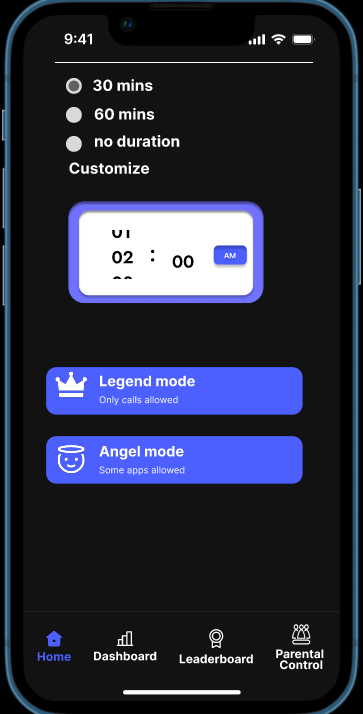 9:41
30 mins
60 mins
no duration
Customize
01
02 : 00 AM
Legend mode
Only calls allowed
Angel mode
Some apps allowed
Home Dashboard Leaderboard Parental Control